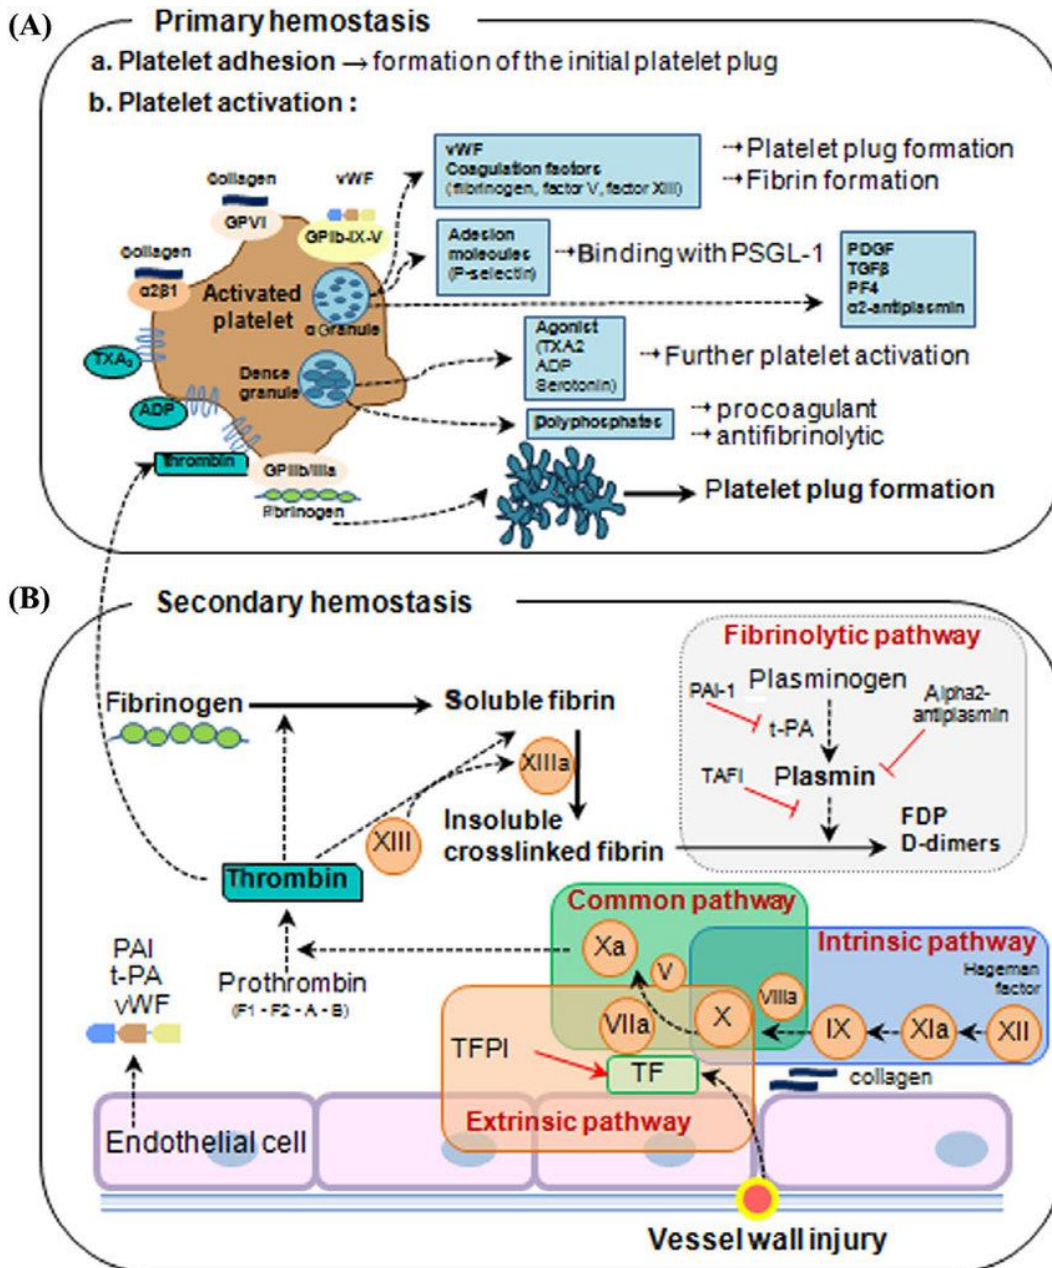 (A)
Primary hemostasis
a. Platelet adhesion → formation of the initial platelet plug
b. Platelet activation :
vWF
Coagulation factors
(fibrinogen, factor V, factor XIII)
⇢ Platelet plug formation
⇢ Fibrin formation
Collagen
GPVI
vWF
GPIb-IX-V
Collagen
α2β1
Adesion
molecules
(P-selectin)
⇢ Binding with PSGL-1
PDGF
TGFβ
PF4
α2-antiplasmin
Activated
platelet
α Granule
TXA₂
Agonist
(TXA2
ADP
Serotonin)
⇢ Further platelet activation
Dense
granule
ADP
polyphosphates
⇢ procoagulant
⇢ antifibrinolytic
Thrombin
GPIIb/IIIa
Fibrinogen
Platelet plug formation
(B)
Secondary hemostasis
Fibrinolytic pathway
PAI-1
Plasminogen
Alpha2-
antiplasmin
t-PA
Fibrinogen
Soluble fibrin
XIIIa
TAFI
Plasmin
XIII
Insoluble
crosslinked fibrin
FDP
D-dimers
Thrombin
Common pathway
Xa
V
Intrinsic pathway
Hageman
factor
PAI
t-PA
vWF
Prothrombin
(F1 - F2 - A - B)
VIIa
X
VIIIa
IX
XIa
XII
TFPI
TF
collagen
Extrinsic pathway
Endothelial cell
Vessel wall injury